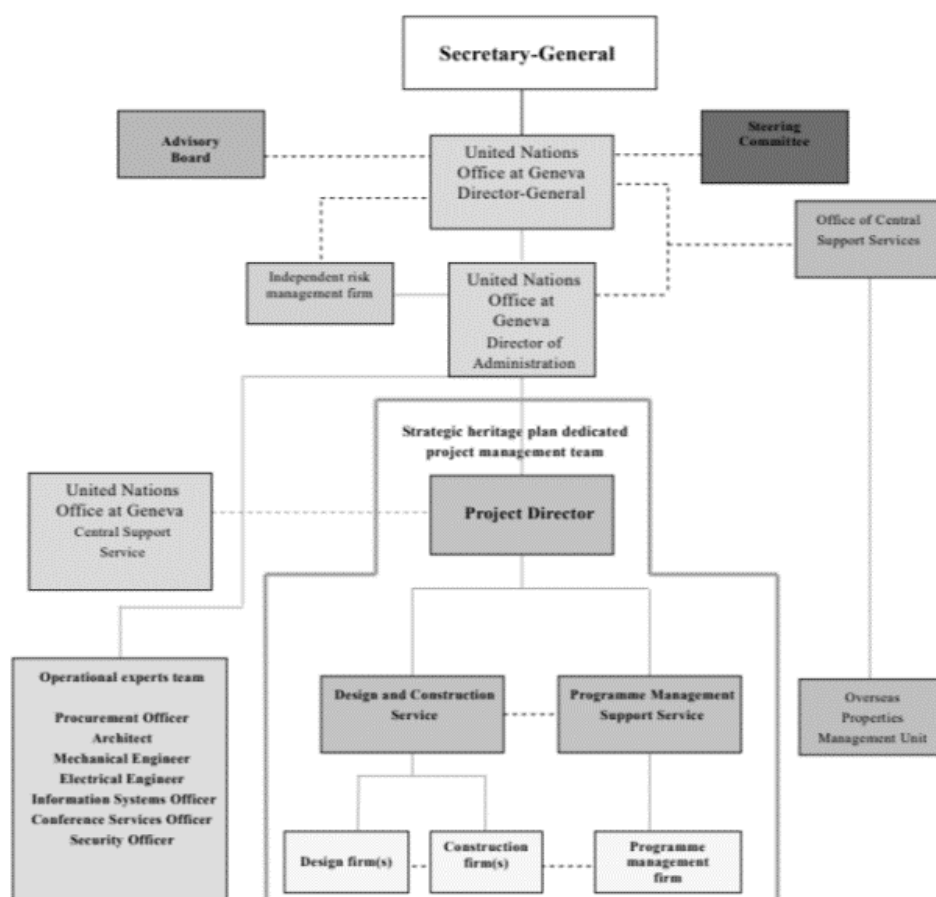 Secretary-General
Advisory
Board
Steering
Committee
United Nations
Office at Geneva
Director-General
Office of Central
Support Services
Independent risk
management firm
United Nations
Office at
Geneva
Director of
Administration
Strategic heritage plan dedicated
project management team
United Nations
Office at Geneva
Central Support
Service
Project Director
Operational experts team
Procurement Officer
Architect
Mechanical Engineer
Electrical Engineer
Information Systems Officer
Conference Services Officer
Security Officer
Design and Construction
Service
Programme Management
Support Service
Overseas
Properties
Management Unit
Design firm(s)
Construction
firm(s)
Programme
management
firm